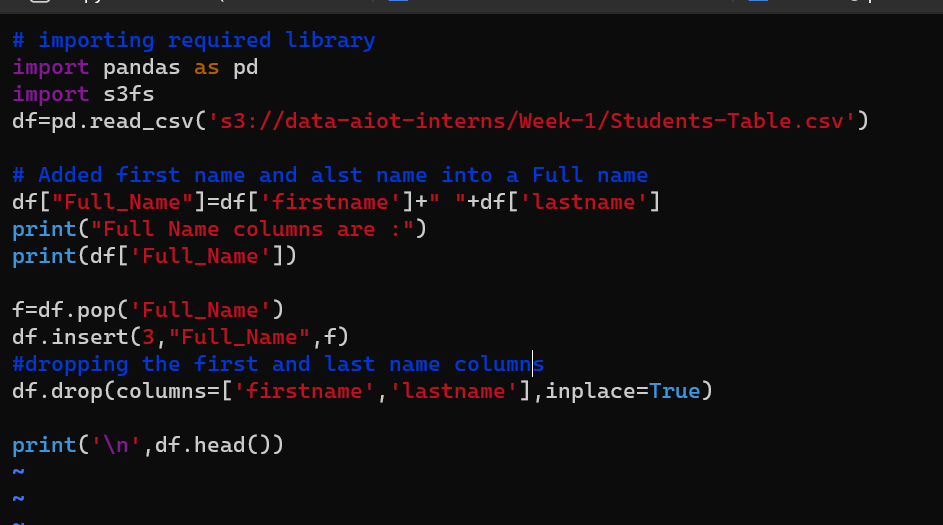 # importing required library
import pandas as pd
import s3fs
df=pd.read_csv('s3://data-aiot-interns/Week-1/Students-Table.csv')
# Added first name and alst name into a Full name
df["Full_Name"]=df['firstname']+" "+df['lastname']
print("Full Name columns are :")
print(df['Full_Name'])
f=df.pop('Full_Name')
df.insert(3,"Full_Name",f)
#dropping the first and last name columns
df.drop(columns=['firstname','lastname'],inplace=True)
print('\n',df.head())
~
~
~